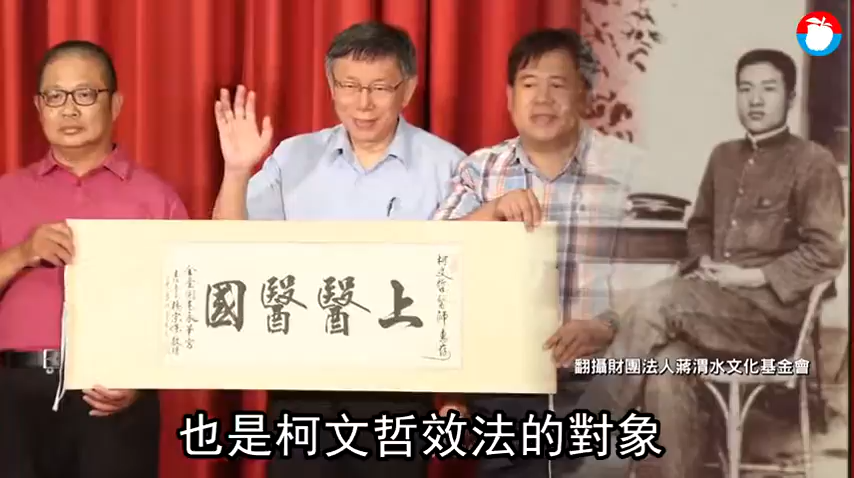 上醫醫國
柯文哲醫師惠存
翻攝財團法人蔣渭水文化基金會
也是柯文哲效法的對象